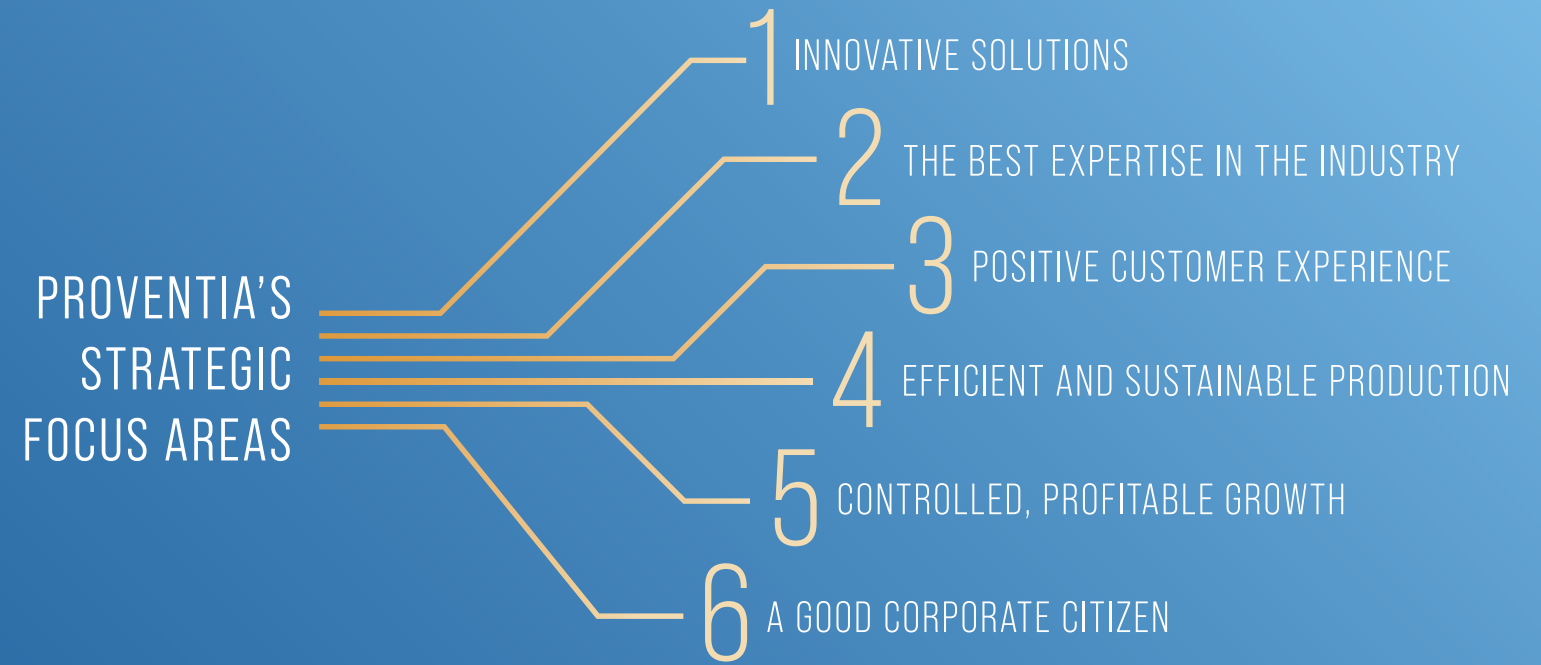 PROVENTIA'S
STRATEGIC
FOCUS AREAS
1 INNOVATIVE SOLUTIONS
2 THE BEST EXPERTISE IN THE INDUSTRY
3 POSITIVE CUSTOMER EXPERIENCE
4 EFFICIENT AND SUSTAINABLE PRODUCTION
5 CONTROLLED, PROFITABLE GROWTH
6 A GOOD CORPORATE CITIZEN